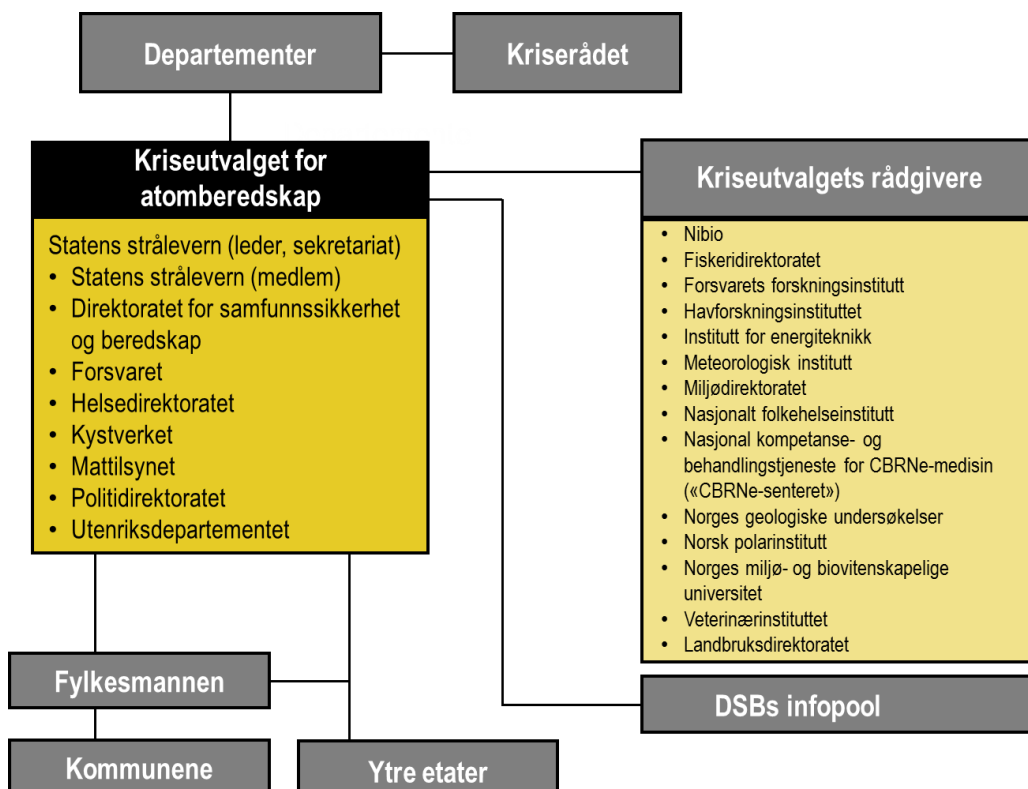 Departementer
Kriserådet
Kriseutvalget for
atomberedskap
Statens strålevern (leder, sekretariat)
• Statens strålevern (medlem)
• Direktoratet for samfunnssikkerhet
og beredskap
• Forsvaret
• Helsedirektoratet
• Kystverket
• Mattilsynet
• Politidirektoratet
• Utenriksdepartementet
Kriseutvalgets rådgivere
• Nibio
• Fiskeridirektoratet
• Forsvarets forskningsinstitutt
• Havforskningsinstituttet
• Institutt for energiteknikk
• Meteorologisk institutt
• Miljødirektoratet
• Nasjonalt folkehelseinstitutt
• Nasjonal kompetanse- og
behandlingstjeneste for CBRNe-medisin
(«CBRNe-senteret»)
• Norges geologiske undersøkelser
• Norsk polarinstitutt
• Norges miljø- og biovitenskapelige
universitet
• Veterinærinstituttet
• Landbruksdirektoratet
Fylkesmannen
DSBs infopool
Kommunene
Ytre etater